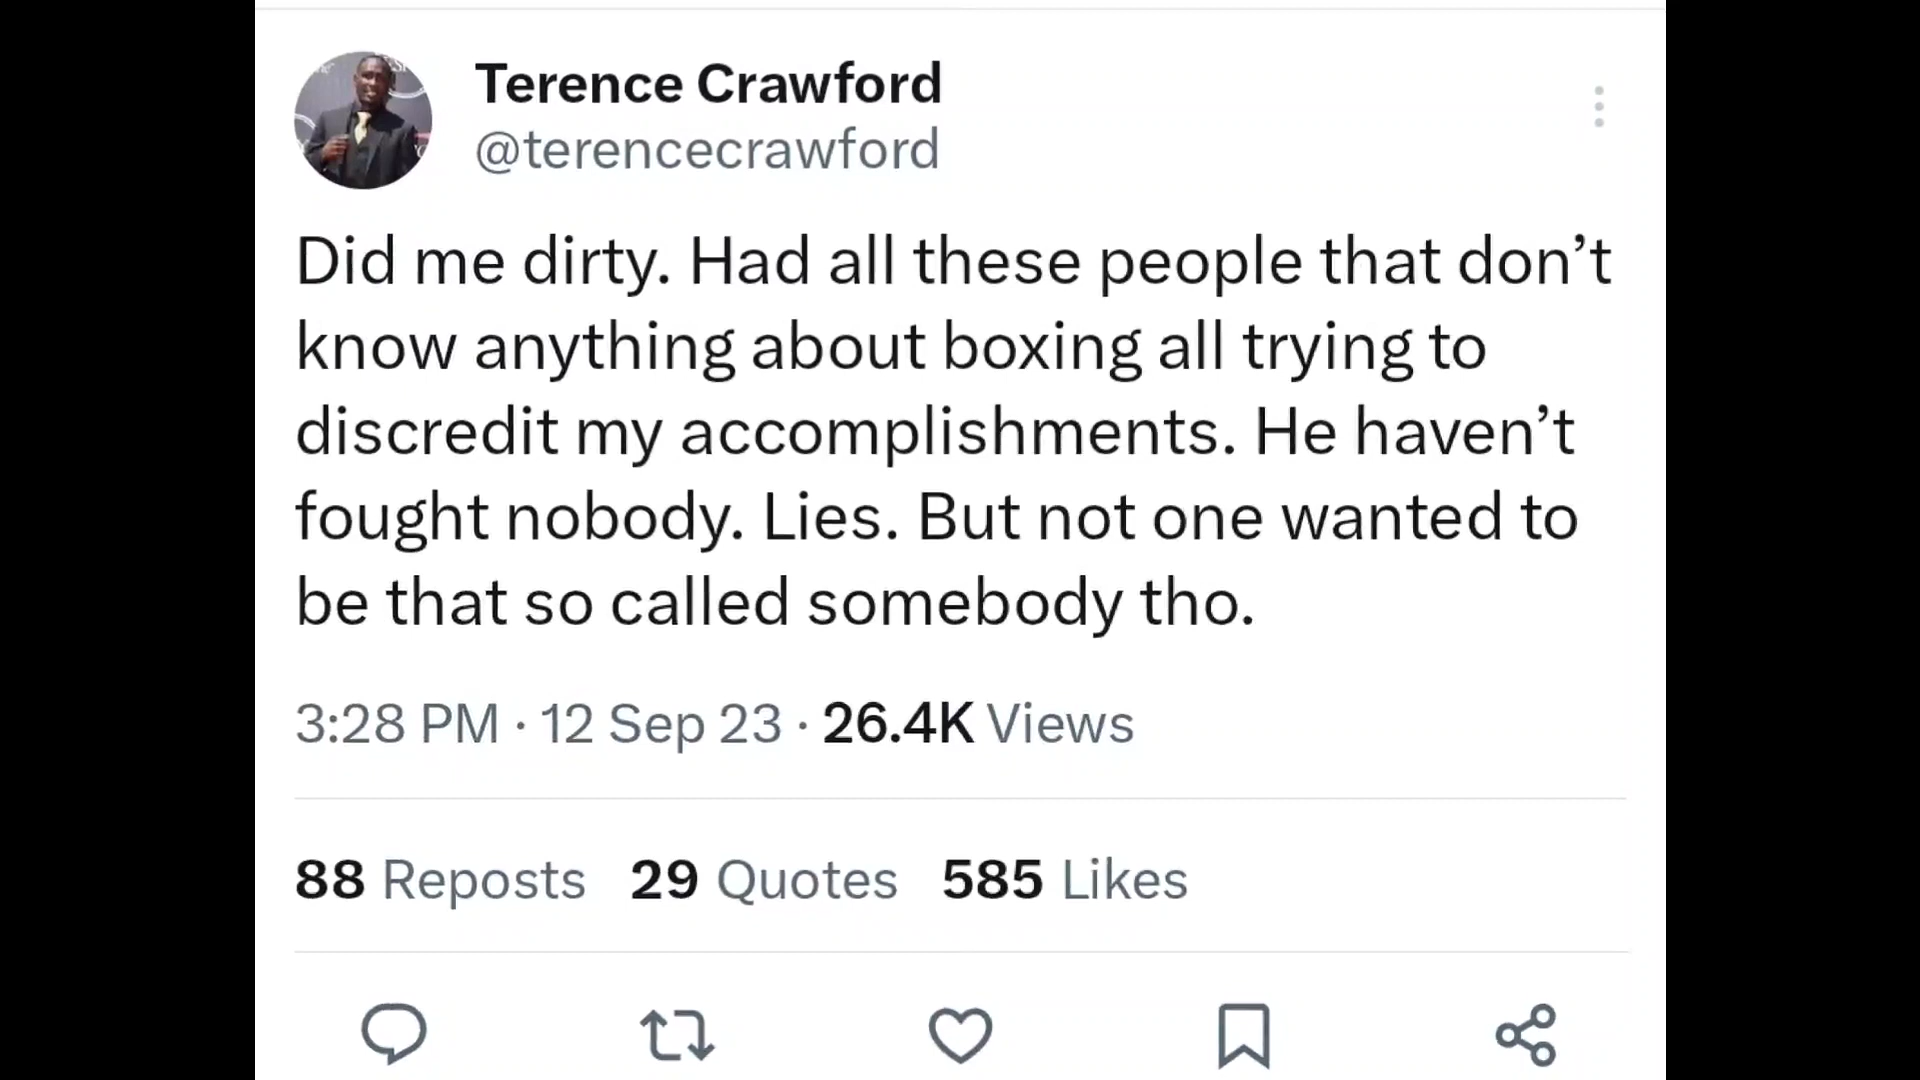 Terence Crawford
@terencecrawford
Did me dirty. Had all these people that don’t
know anything about boxing all trying to
discredit my accomplishments. He haven’t
fought nobody. Lies. But not one wanted to
be that so called somebody tho.
3:28 PM · 12 Sep 23 · 26.4K Views
88 Reposts 29 Quotes 585 Likes